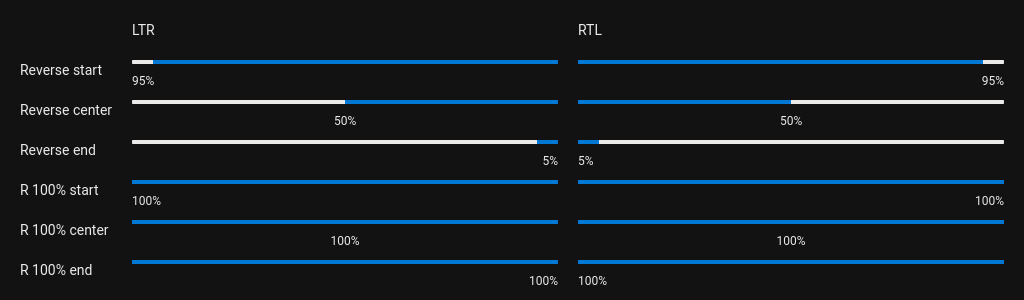 LTR RTL
Reverse start
95% 95%
Reverse center
50% 50%
Reverse end
5% 5%
R 100% start
100% 100%
R 100% center
100% 100%
R 100% end
100% 100%